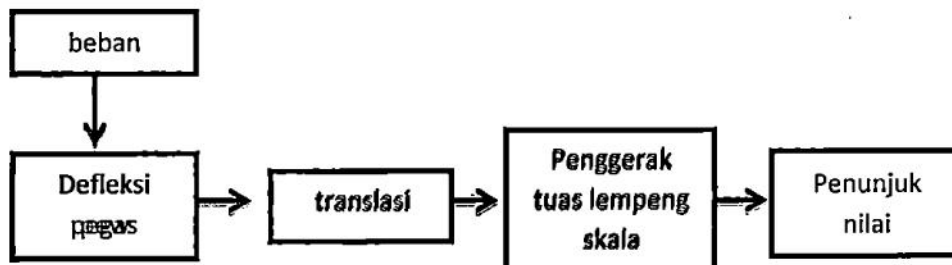 beban
Defleksi
pegas
translasi
Penggerak
tuas lempeng
skala
Penunjuk
nilai